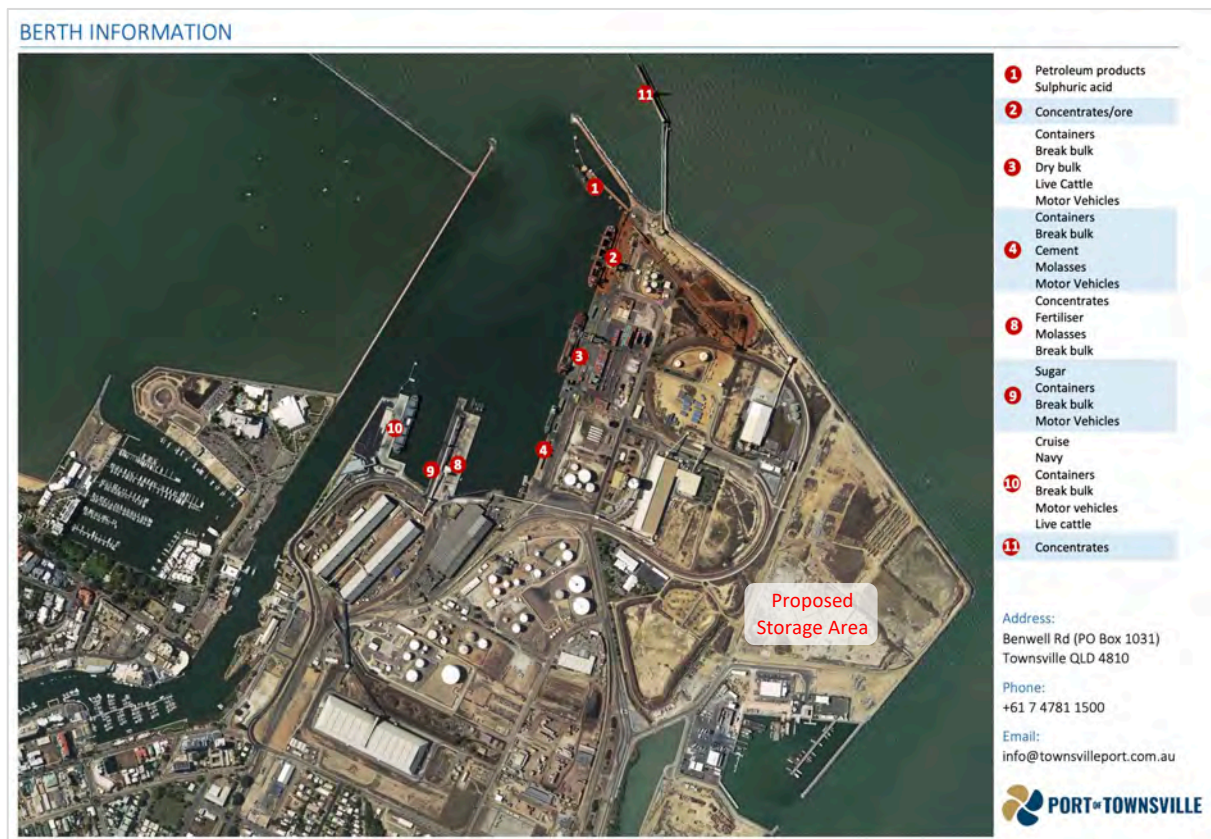 BERTH INFORMATION
11
1
2
3
4
10
9
8
Proposed
Storage Area
1
Petroleum products
Sulphuric acid
2
Concentrates/ore
3
Containers
Break bulk
Dry bulk
Live Cattle
Motor Vehicles
4
Containers
Break bulk
Cement
Molasses
Motor Vehicles
8
Concentrates
Fertiliser
Molasses
Break bulk
9
Sugar
Containers
Break bulk
Motor Vehicles
10
Cruise
Navy
Containers
Break bulk
Motor vehicles
Live cattle
11
Concentrates
Address:
Benwell Rd (PO Box 1031)
Townsville QLD 4810
Phone:
+61 7 4781 1500
Email:
info@townsvilleport.com.au
PORT OF TOWNSVILLE